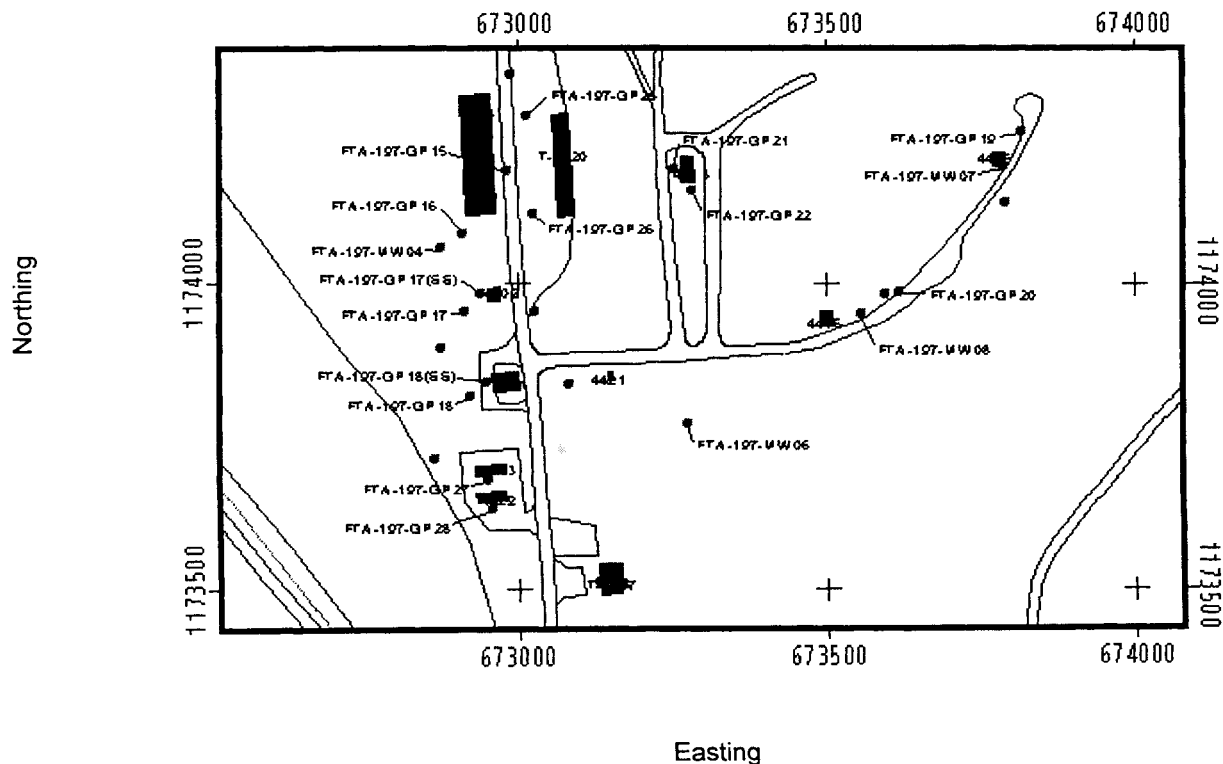 673000 673500 674000
FTA-197-GP25
FTA-197-GP21
FTA-197-GP19
FTA-197-GP15
FTA-197-MW07
FTA-197-GP16
FTA-197-GP22
FTA-197-GP26
FTA-197-MW04
1174000
1174000
FTA-197-GP17(SS)
FTA-197-GP20
FTA-197-GP17
Northing
FTA-197-MW08
FTA-197-GP18(SS)
FTA-197-GP18
FTA-197-MW06
FTA-197-GP27
FTA-197-GP28
1173500
1173500
673000 673500 674000
Easting